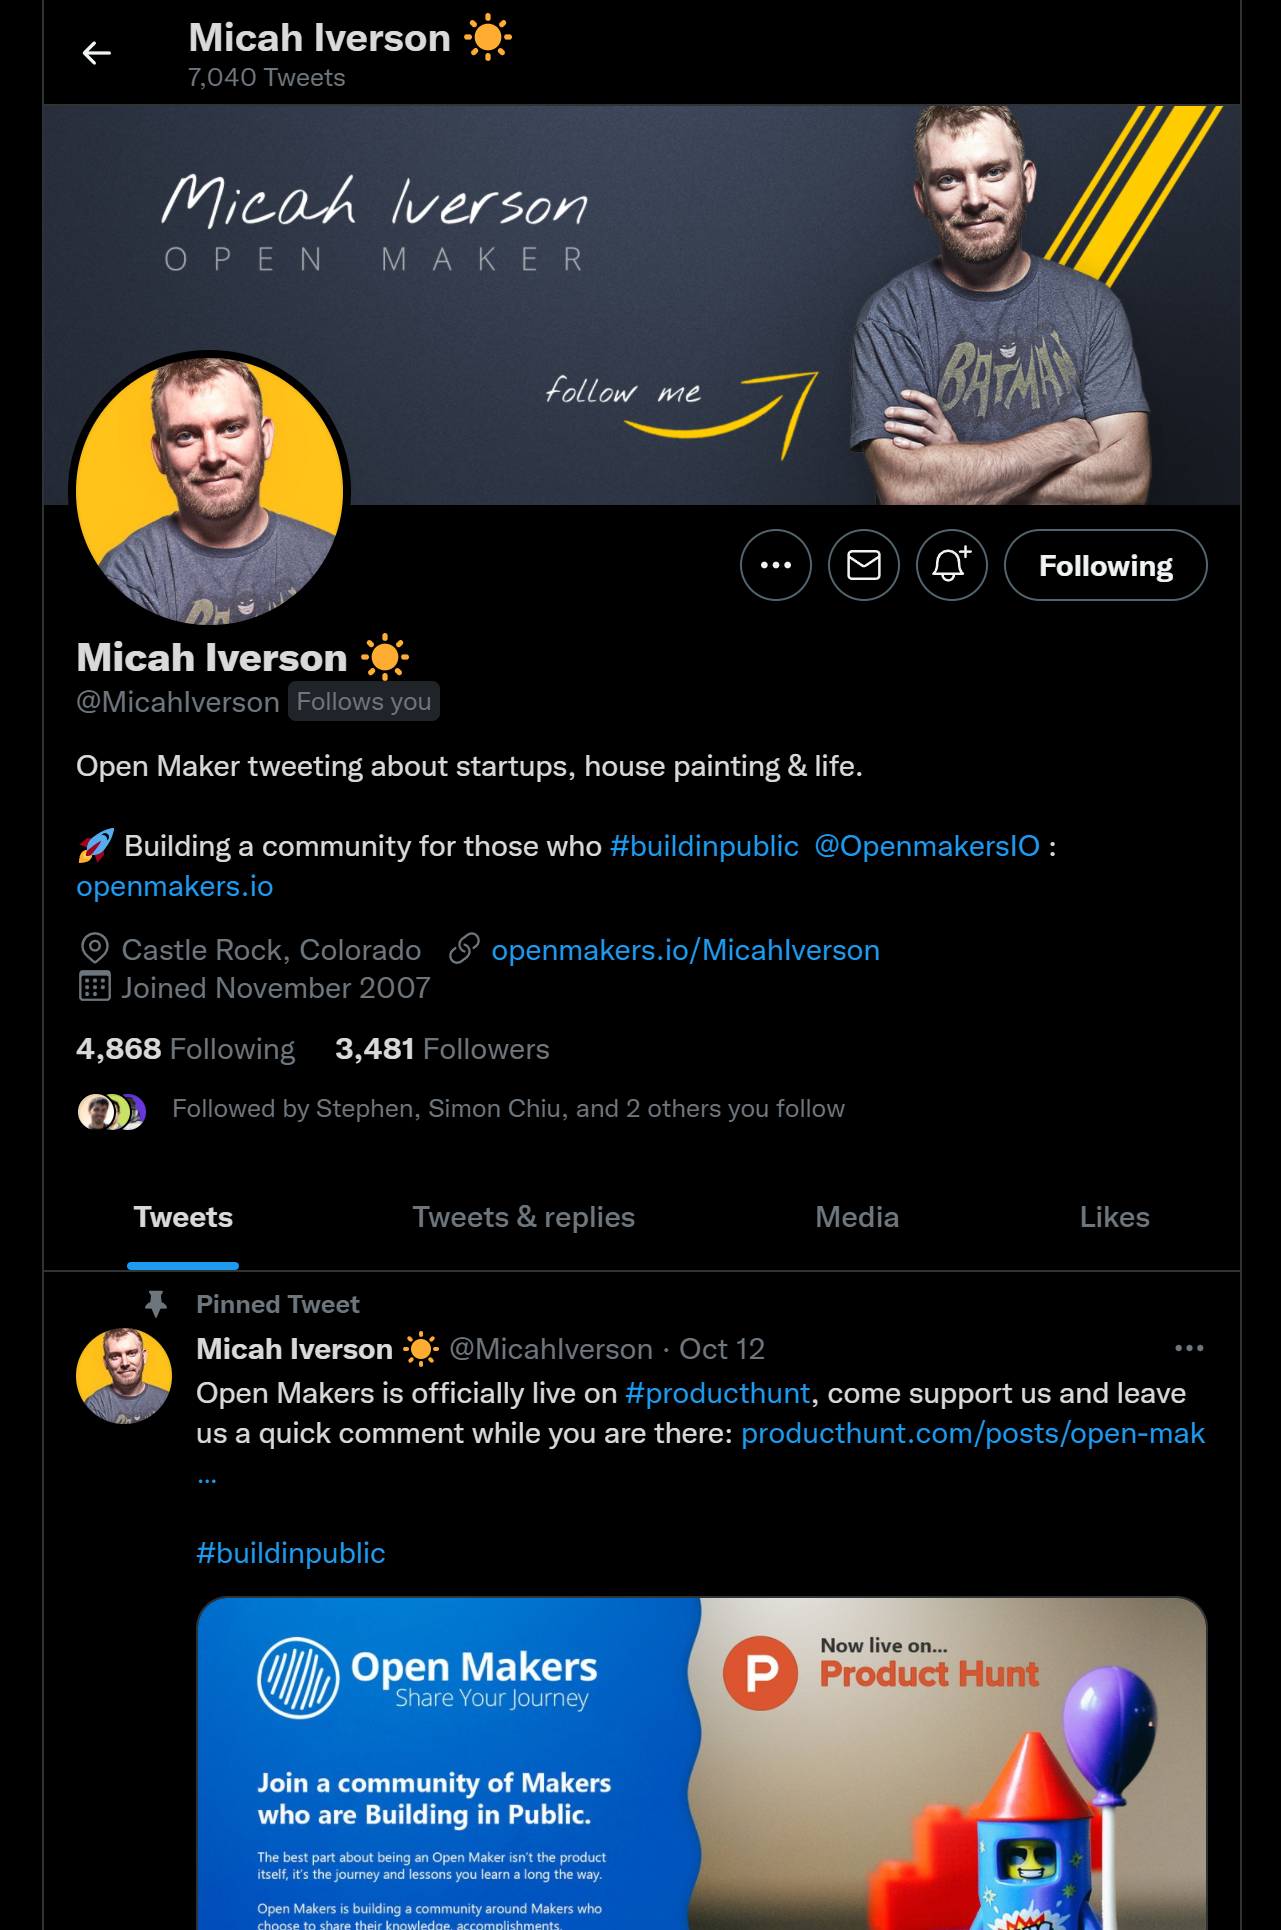 Micah Iverson
7,040 Tweets
Micah Iverson
OPEN MAKER
follow me
BATMAN
BATMAN
Following
Micah Iverson
@MicahIverson Follows you
Open Maker tweeting about startups, house painting & life.
🚀 Building a community for those who #buildinpublic @OpenmakersIO :
openmakers.io
Castle Rock, Colorado openmakers.io/MicahIverson
Joined November 2007
4,868 Following 3,481 Followers
Followed by Stephen, Simon Chiu, and 2 others you follow
Tweets Tweets & replies Media Likes
Pinned Tweet
Micah Iverson @MicahIverson · Oct 12
Open Makers is officially live on #producthunt, come support us and leave
us a quick comment while you are there: producthunt.com/posts/open-mak
…
#buildinpublic
Open Makers
Share Your Journey
Now live on...
P Product Hunt
Join a community of Makers
who are Building in Public.
The best part about being an Open Maker isn't the product
itself, it's the journey and lessons you learn a long the way.
Open Makers is building a community around Makers who
choose to share their knowledge, accomplishments,